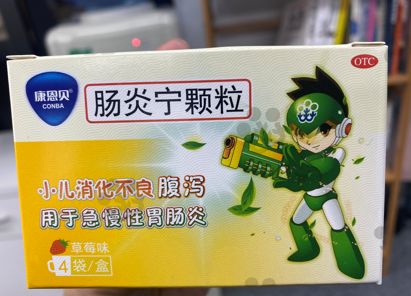 OTC
康恩贝
CONBA
肠炎宁颗粒
小儿消化不良 腹泻
用于急慢性胃肠炎
草莓味
4袋/盒